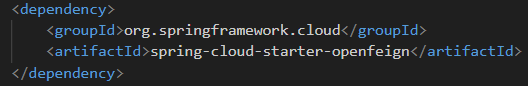 <dependency>
<groupId>org.springframework.cloud</groupId>
<artifactId>spring-cloud-starter-openfeign</artifactId>
</dependency>